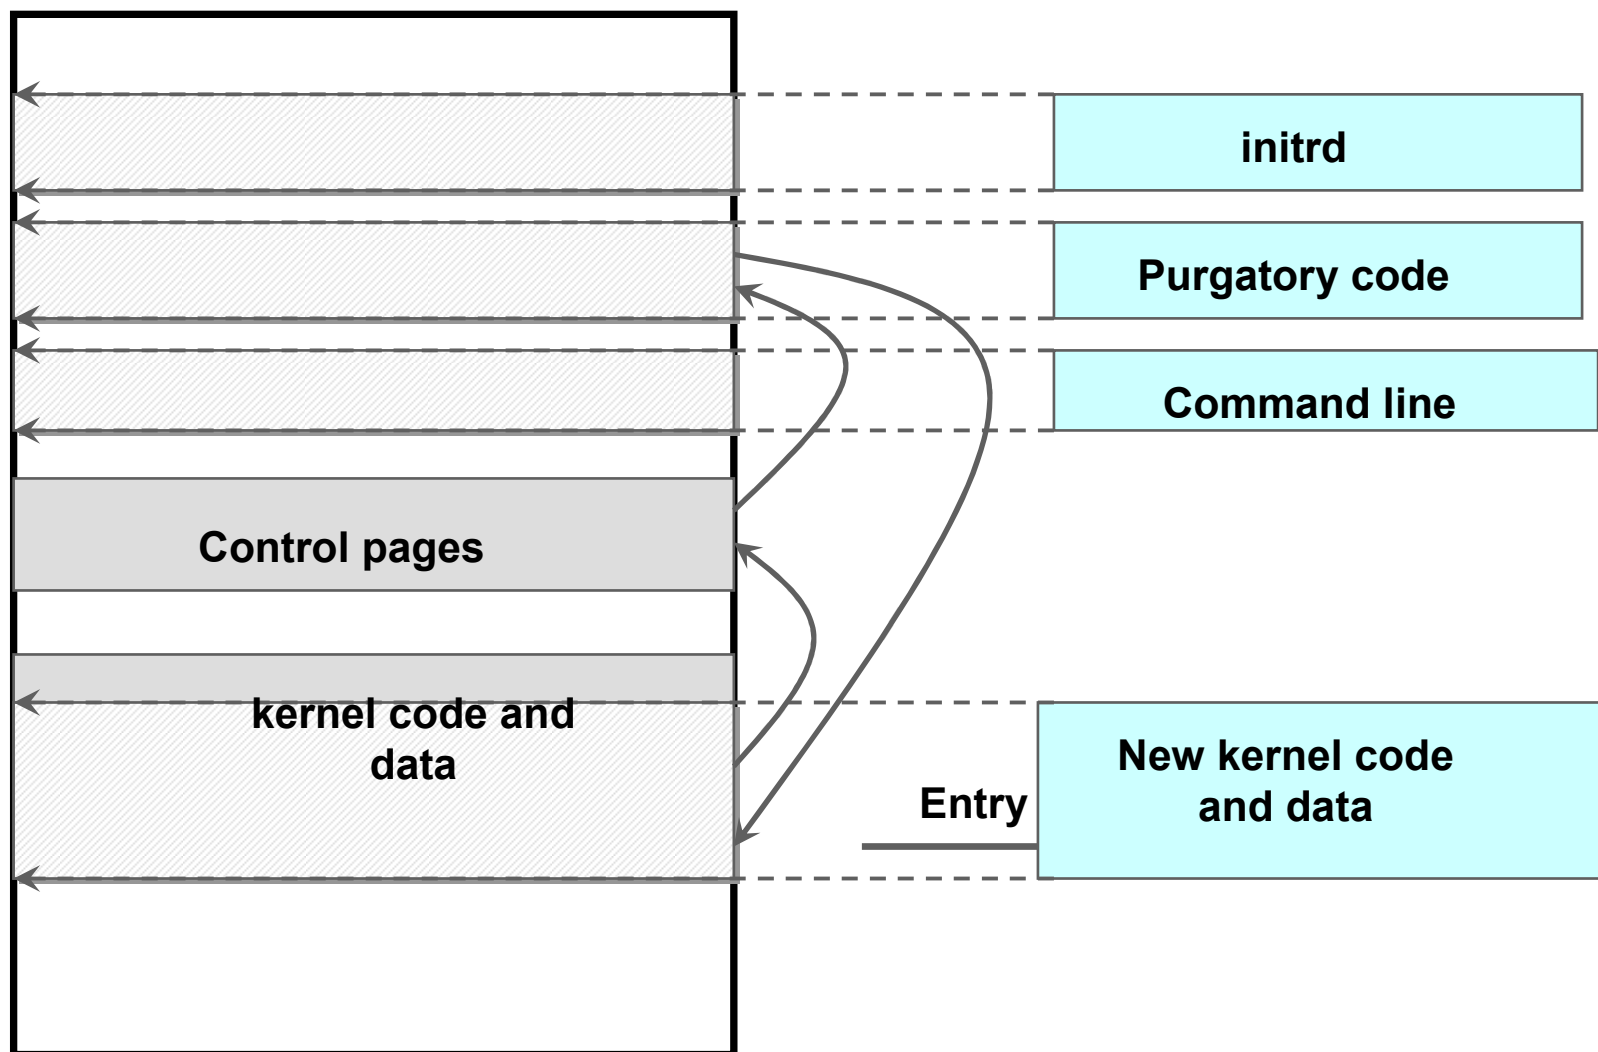 initrd
Purgatory code
Command line
Control pages
kernel code and
data
New kernel code
and data
Entry